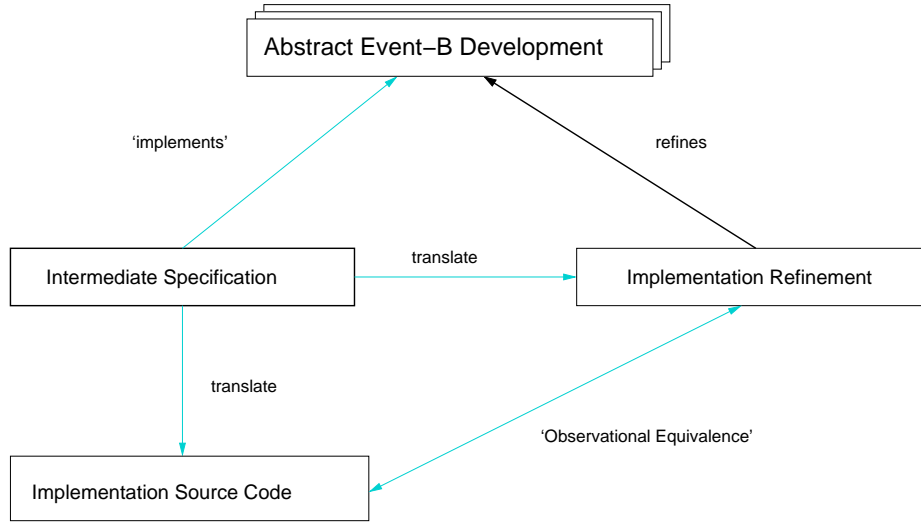 Abstract Event–B Development
‘implements’
refines
translate
Intermediate Specification
Implementation Refinement
translate
‘Observational Equivalence’
Implementation Source Code